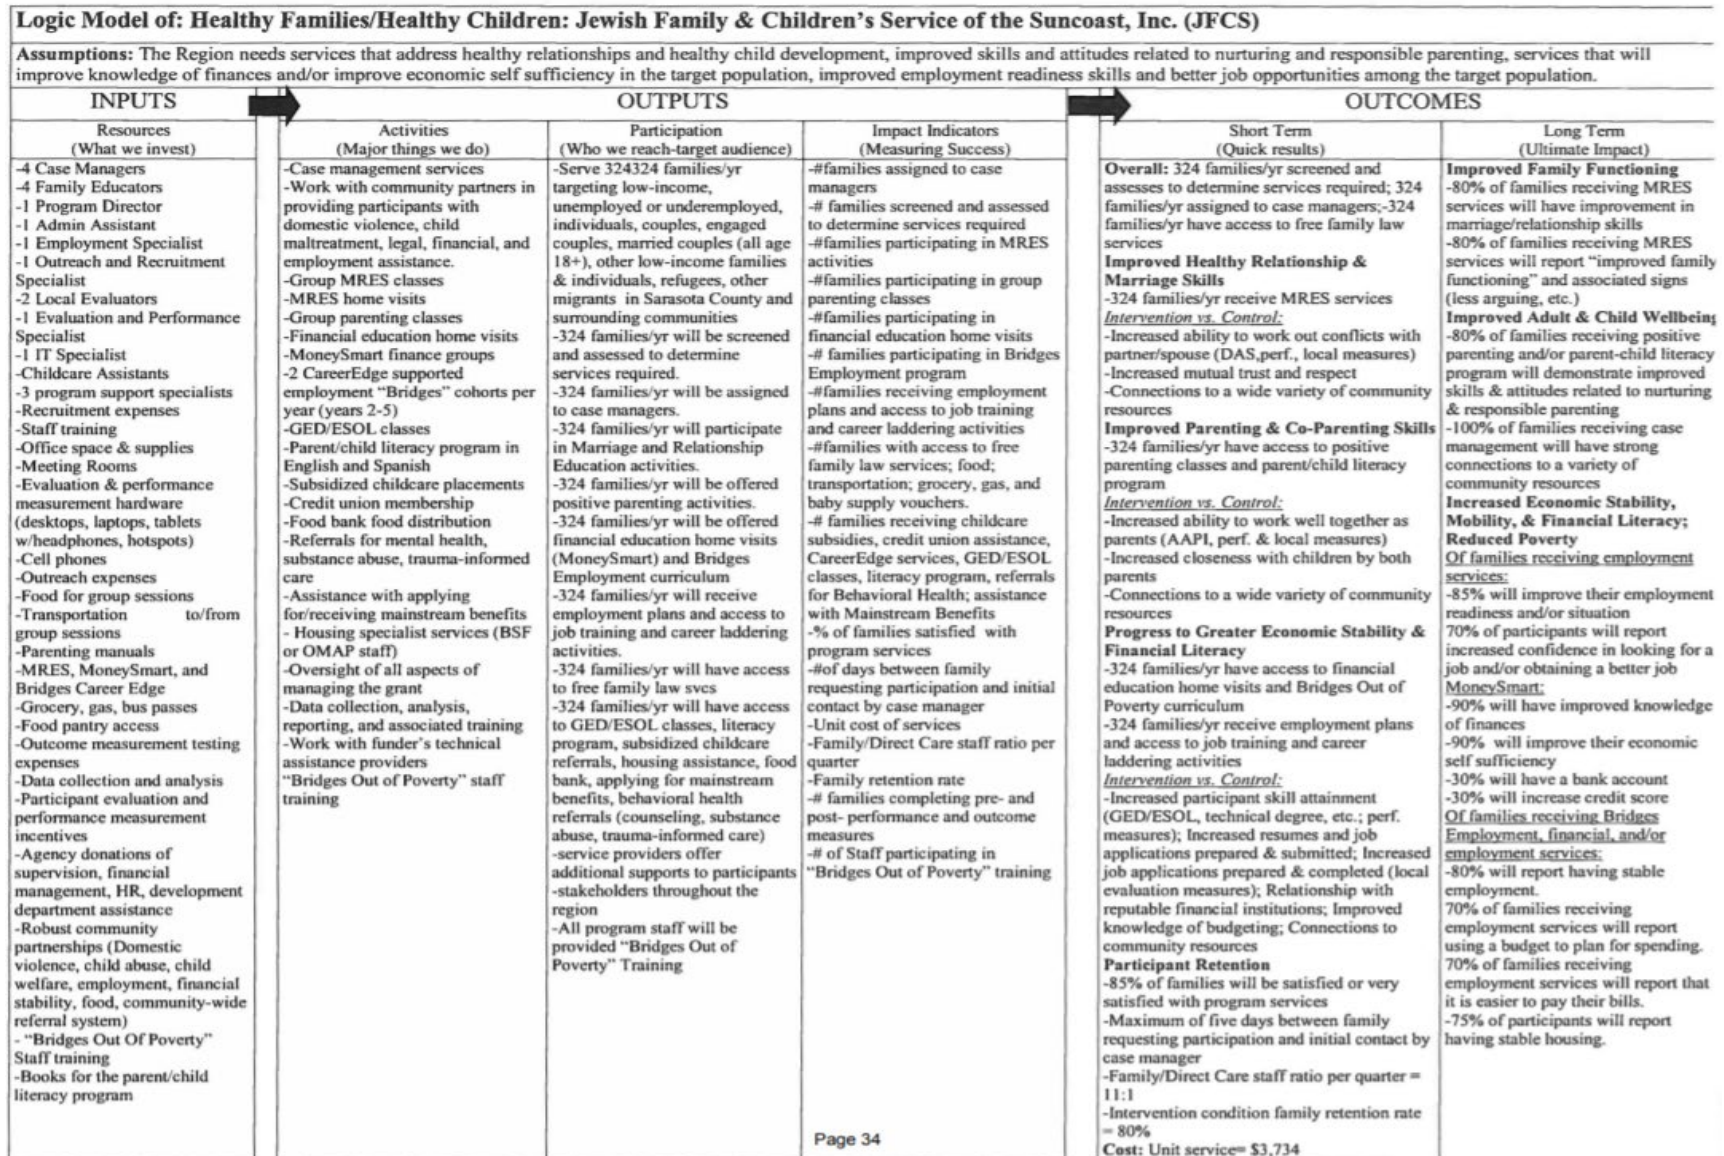 Logic Model of: Healthy Families/Healthy Children: Jewish Family & Children's Service of the Suncoast, Inc. (JFCS)
Assumptions: The Region needs services that address healthy relationships and healthy child development, improved skills and attitudes related to nurturing and responsible parenting, services that will
improve knowledge of finances and/or improve economic self sufficiency in the target population, improved employment readiness skills and better job opportunities among the target population.
INPUTS
Resources
(What we invest)
-4 Case Managers
-4 Family Educators
-1 Program Director
-1 Admin Assistant
-1 Employment Specialist
-1 Outreach and Recruitment
Specialist
-2 Local Evaluators
-1 Evaluation and Performance
Specialist
-1 IT Specialist
-Childcare Assistants
-3 program support specialists
-Recruitment expenses
-Staff training
-Office space & supplies
-Meeting Rooms
-Evaluation & performance
measurement hardware
(desktops, laptops, tablets
w/headphones, hotspots)
-Cell phones
-Outreach expenses
-Food for group sessions
-Transportation to/from
group sessions
-Parenting manuals
-MRES, MoneySmart, and
Bridges Career Edge
-Grocery, gas, bus passes
-Food pantry access
-Outcome measurement testing
expenses
-Data collection and analysis
-Participant evaluation and
performance measurement
incentives
-Agency donations of
supervision, financial
management, HR, development
department assistance
-Robust community
partnerships (Domestic
violence, child abuse, child
welfare, employment, financial
stability, food, community-wide
referral system)
- "Bridges Out Of Poverty"
Staff training
-Books for the parent/child
literacy program
OUTPUTS
Activities
(Major things we do)
-Case management services
-Work with community partners in
providing participants with
domestic violence, child
maltreatment, legal, financial, and
employment assistance.
-Group MRES classes
-MRES home visits
-Group parenting classes
-Financial education home visits
-MoneySmart finance groups
-2 CareerEdge supported
employment "Bridges" cohorts per
year (years 2-5)
-GED/ESOL classes
-Parent/child literacy program in
English and Spanish
-Subsidized childcare placements
-Credit union membership
-Food bank food distribution
-Referrals for mental health,
substance abuse, trauma-informed
care
-Assistance with applying
for/receiving mainstream benefits
- Housing specialist services (BSF
or OMAP staff)
-Oversight of all aspects of
managing the grant
-Data collection, analysis,
reporting, and associated training
-Work with funder's technical
assistance providers
"Bridges Out of Poverty" staff
training
Participation
(Who we reach-target audience)
-Serve 324324 families/yr
targeting low-income,
unemployed or underemployed,
individuals, couples, engaged
couples, married couples (all age
18+), other low-income families
& individuals, refugees, other
migrants in Sarasota County and
surrounding communities
-324 families/yr will be screened
and assessed to determine
services required.
-324 families/yr will be assigned
to case managers.
-324 families/yr will participate
in Marriage and Relationship
Education activities.
-324 families/yr will be offered
positive parenting activities.
-324 families/yr will be offered
financial education home visits
(MoneySmart) and Bridges
Employment curriculum
-324 families/yr will receive
employment plans and access to
job training and career laddering
activities.
-324 families/yr will have access
to free family law svcs
-324 families/yr will have access
to GED/ESOL classes, literacy
program, subsidized childcare
referrals, housing assistance, food
bank, applying for mainstream
benefits, behavioral health
referrals (counseling, substance
abuse, trauma-informed care)
-service providers offer
additional supports to participants
-stakeholders throughout the
region
-All program staff will be
provided "Bridges Out of
Poverty" Training
Impact Indicators
(Measuring Success)
-#families assigned to case
managers
-# families screened and assessed
to determine services required
-#families participating in MRES
activities
-#families participating in group
parenting classes
-#families participating in
financial education home visits
-# families participating in Bridges
Employment program
-#families receiving employment
plans and access to job training
and career laddering activities
-#families with access to free
family law services; food;
transportation; grocery, gas, and
baby supply vouchers.
-# families receiving childcare
subsidies, credit union assistance,
CareerEdge services, GED/ESOL
classes, literacy program, referrals
for Behavioral Health; assistance
with Mainstream Benefits
-% of families satisfied with
program services
-#of days between family
requesting participation and initial
contact by case manager
-Unit cost of services
-Family/Direct Care staff ratio per
quarter
-Family retention rate
-# families completing pre- and
post- performance and outcome
measures
-# of Staff participating in
"Bridges Out of Poverty" training
OUTCOMES
Short Term
(Quick results)
Overall: 324 families/yr screened and
assesses to determine services required; 324
families/yr assigned to case managers;-324
families/yr have access to free family law
services
Improved Healthy Relationship &
Marriage Skills
-324 families/yr receive MRES services
Intervention vs. Control:
-Increased ability to work out conflicts with
partner/spouse (DAS,perf., local measures)
-Increased mutual trust and respect
-Connections to a wide variety of community
resources
Improved Parenting & Co-Parenting Skills
-324 families/yr have access to positive
parenting classes and parent/child literacy
program
Intervention vs. Control:
-Increased ability to work well together as
parents (AAPI, perf. & local measures)
-Increased closeness with children by both
parents
-Connections to a wide variety of community
resources
Progress to Greater Economic Stability &
Financial Literacy
-324 families/yr have access to financial
education home visits and Bridges Out of
Poverty curriculum
-324 families/yr receive employment plans
and access to job training and career
laddering activities
Intervention vs. Control:
-Increased participant skill attainment
(GED/ESOL, technical degree, etc.; perf.
measures); Increased resumes and job
applications prepared & submitted; Increased
job applications prepared & completed (local
evaluation measures); Relationship with
reputable financial institutions; Improved
knowledge of budgeting; Connections to
community resources
Participant Retention
-85% of families will be satisfied or very
satisfied with program services
-Maximum of five days between family
requesting participation and initial contact by
case manager
-Family/Direct Care staff ratio per quarter =
11:1
-Intervention condition family retention rate
= 80%
Cost: Unit service= $3,734
Long Term
(Ultimate Impact)
Improved Family Functioning
-80% of families receiving MRES
services will have improvement in
marriage/relationship skills
-80% of families receiving MRES
services will report "improved family
functioning" and associated signs
(less arguing, etc.)
Improved Adult & Child Wellbeing
-80% of families receiving positive
parenting and/or parent-child literacy
program will demonstrate improved
skills & attitudes related to nurturing
& responsible parenting
-100% of families receiving case
management will have strong
connections to a variety of
community resources
Increased Economic Stability,
Mobility, & Financial Literacy;
Reduced Poverty
Of families receiving employment
services:
-85% will improve their employment
readiness and/or situation
70% of participants will report
increased confidence in looking for a
job and/or obtaining a better job
MoneySmart:
-90% will have improved knowledge
of finances
-90% will improve their economic
self sufficiency
-30% will have a bank account
-30% will increase credit score
Of families receiving Bridges
Employment, financial, and/or
employment services:
-80% will report having stable
employment.
70% of families receiving
employment services will report
using a budget to plan for spending.
70% of families receiving
employment services will report that
it is easier to pay their bills.
-75% of participants will report
having stable housing.
Page 34